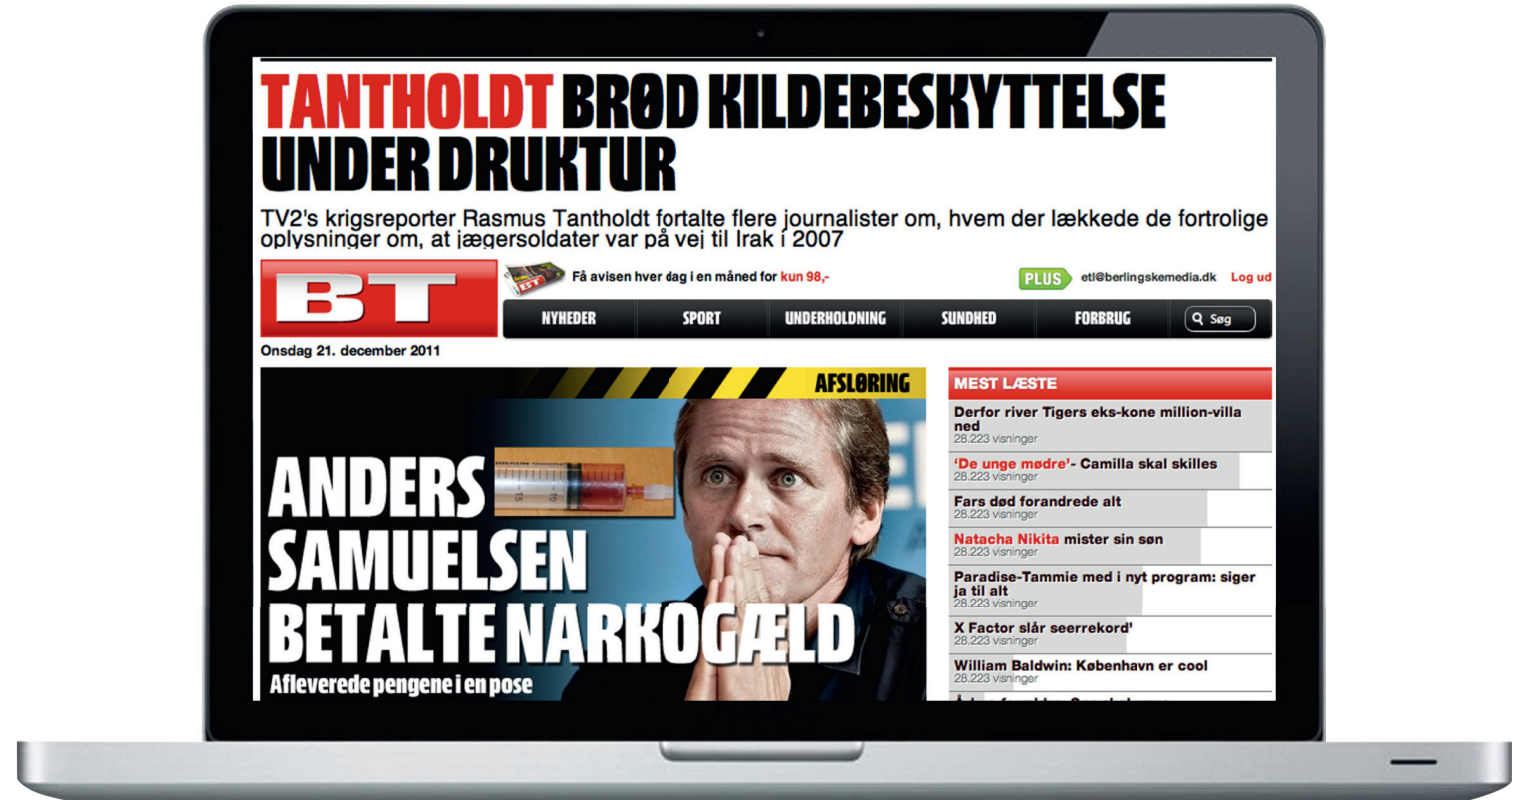 TANTHOLDT BRØD KILDEBESKYTTELSE
UNDER DRUKTUR
TV2's krigsreporter Rasmus Tantholdt fortalte flere journalister om, hvem der lækkede de fortrolige
oplysninger om, at jægersoldater var på vej til Irak i 2007
BT
BT
Få avisen hver dag i en måned for kun 98,-
PLUS
etl@berlingskemedia.dk
Log ud
NYHEDER
SPORT
UNDERHOLDNING
SUNDHED
FORBRUG
Søg
Onsdag 21. december 2011
AFSLØRING
15
10
ANDERS
SAMUELSEN
BETALTE NARKOGÆLD
Afleverede pengene i en pose
MEST LÆSTE
Derfor river Tigers eks-kone million-villa
ned
28.223 visninger
'De unge mødre'- Camilla skal skilles
28.223 visninger
Fars død forandrede alt
28.223 visninger
Natacha Nikita mister sin søn
28.223 visninger
Paradise-Tammie med i nyt program: siger
ja til alt
28.223 visninger
X Factor slår seerrekord'
28.223 visninger
William Baldwin: København er cool
28.223 visninger